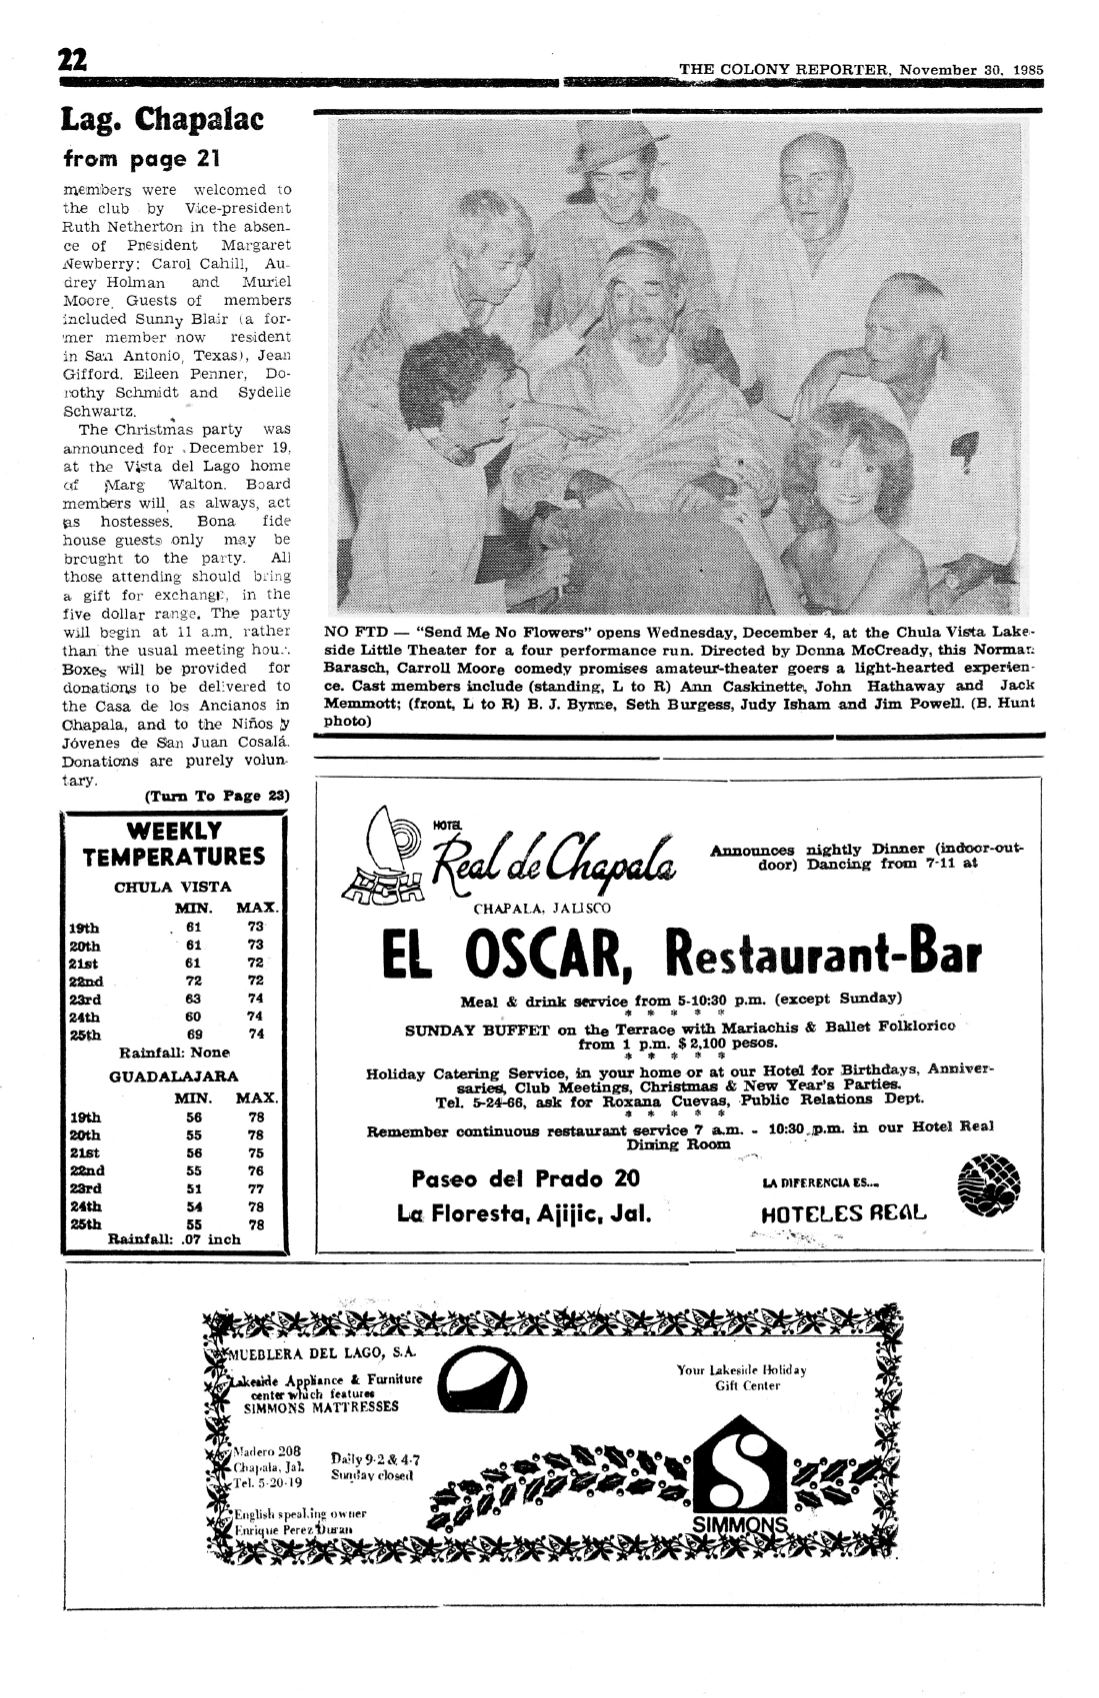 22
THE COLONY REPORTER, November 30, 1985
Lag. Chapalac
from page 21
members were welcomed to
the club by Vice-president
Ruth Netherton in the absen-
ce of President Margaret
Newberry: Carol Cahill, Au-
drey Holman and Muriel
Moore. Guests of members
included Sunny Blair (a for-
mer member now resident
in San Antonio, Texas), Jean
Gifford, Eileen Penner, Do-
rothy Schmidt and Sydelle
Schwartz.
The Christmas party was
announced for December 19,
at the Vista del Lago home
of Marg Walton. Board
members will, as always, act
as hostesses. Bona fide
house guests only may be
brought to the party. All
those attending should bring
a gift for exchange, in the
five dollar range. The party
will begin at 11 a.m. rather
than the usual meeting hou..
Boxes will be provided for
donations to be delivered to
the Casa de los Ancianos in
Chapala, and to the Niños y
Jóvenes de San Juan Cosalá.
Donations are purely volun-
tary.
(Turn To Page 23)
NO FTD — "Send Me No Flowers" opens Wednesday, December 4, at the Chula Vista Lake-
side Little Theater for a four performance run. Directed by Donna McCready, this Norman
Barasch, Carroll Moore comedy promises amateur-theater goers a light-hearted experien-
ce. Cast members include (standing, L to R) Ann Caskinette, John Hathaway and Jack
Memmott; (front, L to R) B. J. Byrne, Seth Burgess, Judy Isham and Jim Powell. (B. Hunt
photo)
WEEKLY
TEMPERATURES
CHULA VISTA
MIN. MAX.
19th 61 73
20th 61 73
21st 61 72
22nd 72 72
23rd 63 74
24th 60 74
25th 69 74
Rainfall: None
GUADALAJARA
MIN. MAX.
19th 56 78
20th 55 78
21st 56 75
22nd 55 76
23rd 51 77
24th 54 78
25th 55 78
Rainfall: .07 inch
HOTEL
Real de Chapala
CHAPALA, JALISCO
Announces nightly Dinner (indoor-out-
door) Dancing from 7-11 at
EL OSCAR, Restaurant-Bar
Meal & drink service from 5-10:30 p.m. (except Sunday)
* * * * *
SUNDAY BUFFET on the Terrace with Mariachis & Ballet Folklorico
from 1 p.m. $2,100 pesos.
* * * * *
Holiday Catering Service, in your home or at our Hotel for Birthdays, Anniver-
saries, Club Meetings, Christmas & New Year's Parties.
Tel. 5-24-66, ask for Roxana Cuevas, Public Relations Dept.
* * * * *
Remember continuous restaurant service 7 a.m. - 10:30 p.m. in our Hotel Real
Dining Room
Paseo del Prado 20
La Floresta, Ajijic, Jal.
LA DIFERENCIA ES...
HOTELES REAL
MUEBLERA DEL LAGO, S.A.
Lakeside Appliance & Furniture
center which features
SIMMONS MATTRESSES
Madero 208
Chapala, Jal.
Tel. 5-20-19
Daily 9-2 & 4-7
Sunday closed
English speaking owner
Enrique Perez Duran
Your Lakeside Holiday
Gift Center
S
SIMMONS